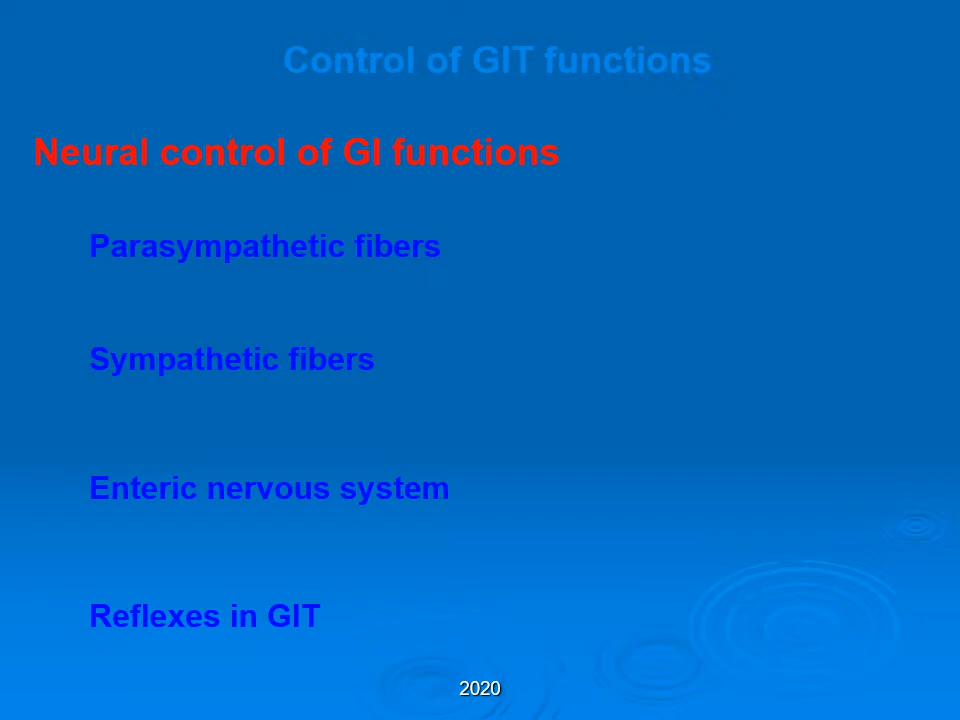 Control of GIT functions
Neural control of GI functions
Parasympathetic fibers
Sympathetic fibers
Enteric nervous system
Reflexes in GIT
2020